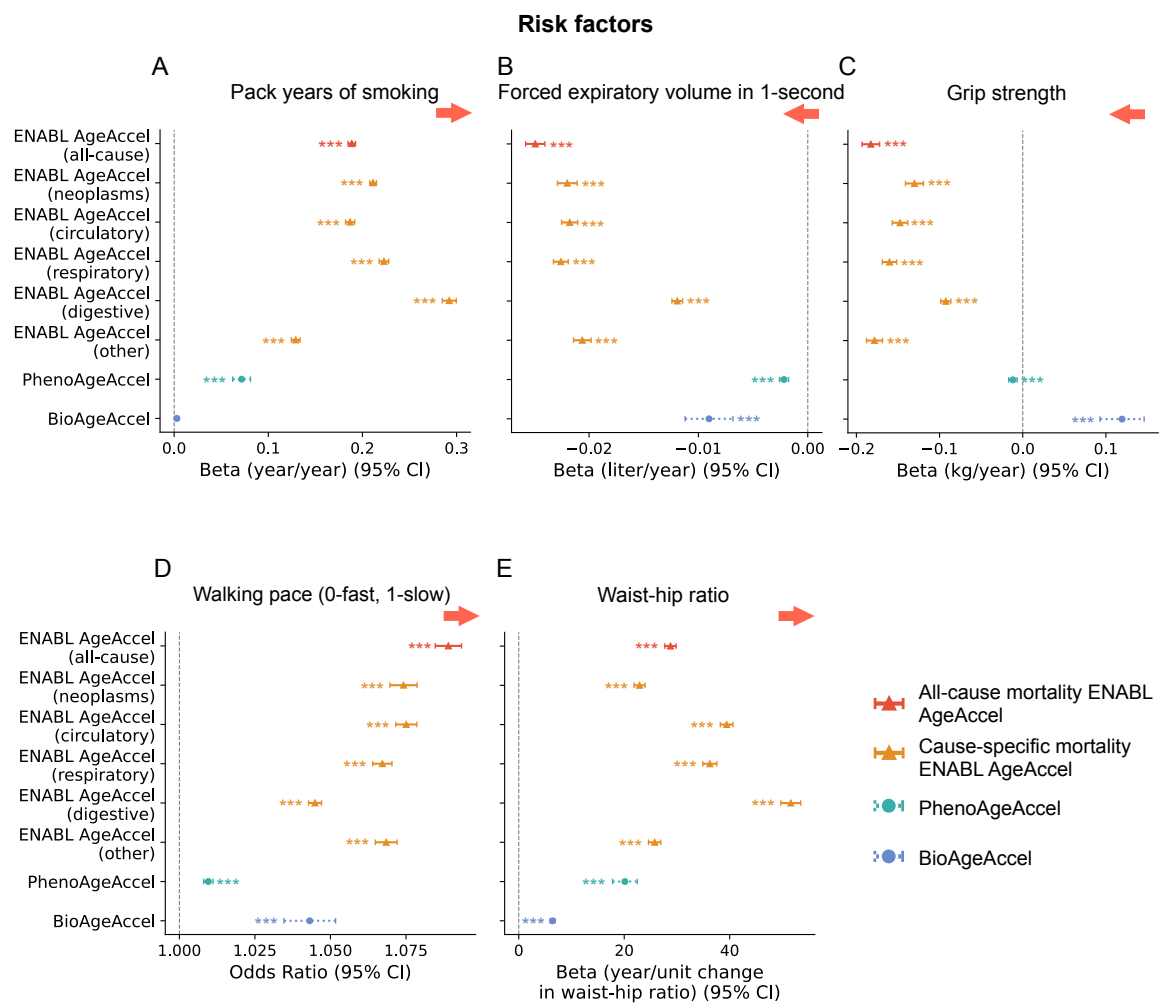 Risk factors
A
Pack years of smoking
B
Forced expiratory volume in 1-second
C
Grip strength
ENABL AgeAccel
(all-cause)
***
***
***
ENABL AgeAccel
(neoplasms)
***
***
***
ENABL AgeAccel
(circulatory)
***
***
***
ENABL AgeAccel
(respiratory)
***
***
***
ENABL AgeAccel
(digestive)
***
***
***
ENABL AgeAccel
(other)
***
***
***
PhenoAgeAccel
***
***
***
BioAgeAccel
***
***
0.0 0.1 0.2 0.3
Beta (year/year) (95% CI)
−0.02 −0.01 0.00
Beta (liter/year) (95% CI)
−0.2 −0.1 0.0 0.1
Beta (kg/year) (95% CI)
D
Walking pace (0-fast, 1-slow)
E
Waist-hip ratio
ENABL AgeAccel
(all-cause)
***
***
ENABL AgeAccel
(neoplasms)
***
***
ENABL AgeAccel
(circulatory)
***
***
ENABL AgeAccel
(respiratory)
***
***
ENABL AgeAccel
(digestive)
***
***
ENABL AgeAccel
(other)
***
***
PhenoAgeAccel
***
***
BioAgeAccel
***
***
1.000 1.025 1.050 1.075
Odds Ratio (95% CI)
0 20 40
Beta (year/unit change
in waist-hip ratio) (95% CI)
All-cause mortality ENABL
AgeAccel
Cause-specific mortality
ENABL AgeAccel
PhenoAgeAccel
BioAgeAccel